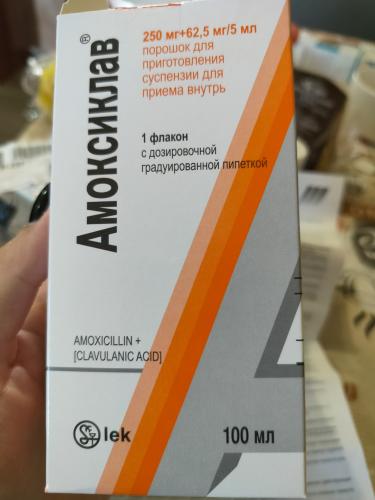 Амоксиклав®
250 мг+62,5 мг/5 мл
порошок для
приготовления
суспензии для
приема внутрь
1 флакон
с дозировочной
градуированной пипеткой
AMOXICILLIN +
[CLAVULANIC ACID]
lek
100 мл